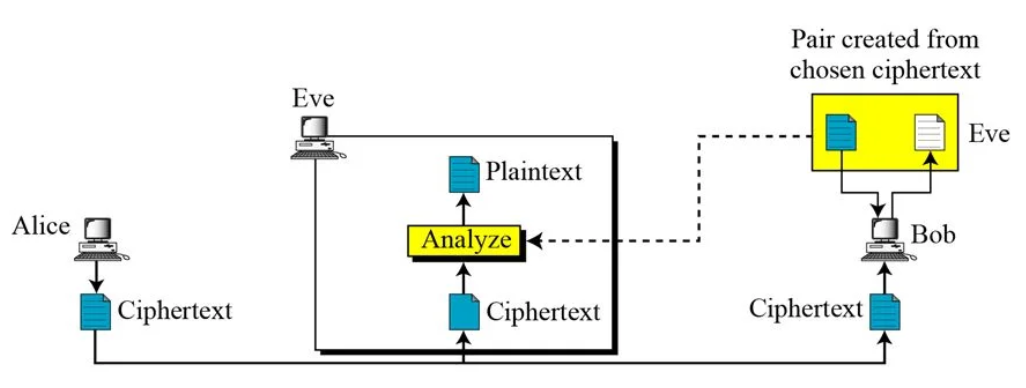 Pair created from
chosen ciphertext
Eve
Eve
Plaintext
Alice
Analyze
Bob
Ciphertext
Ciphertext
Ciphertext